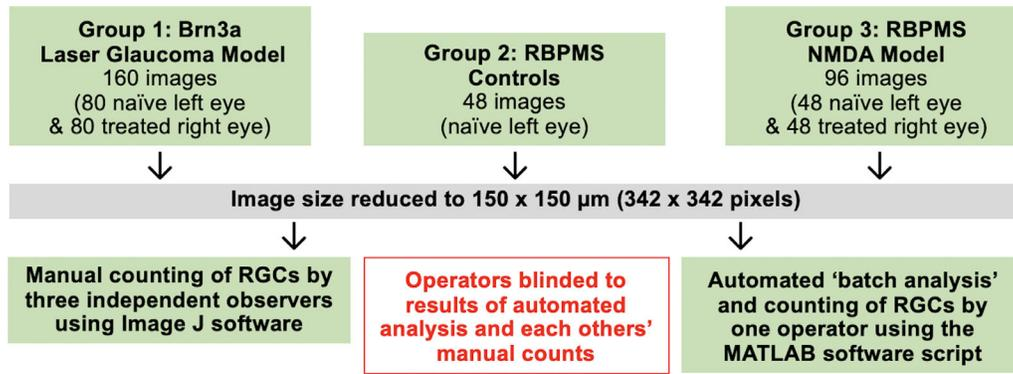 Group 1: Brn3a
Laser Glaucoma Model
160 images
(80 naïve left eye
& 80 treated right eye)
Group 2: RBPMS
Controls
48 images
(naïve left eye)
Group 3: RBPMS
NMDA Model
96 images
(48 naïve left eye
& 48 treated right eye)
Image size reduced to 150 x 150 µm (342 x 342 pixels)
Manual counting of RGCs by
three independent observers
using Image J software
Operators blinded to
results of automated
analysis and each others’
manual counts
Automated ‘batch analysis’
and counting of RGCs by
one operator using the
MATLAB software script